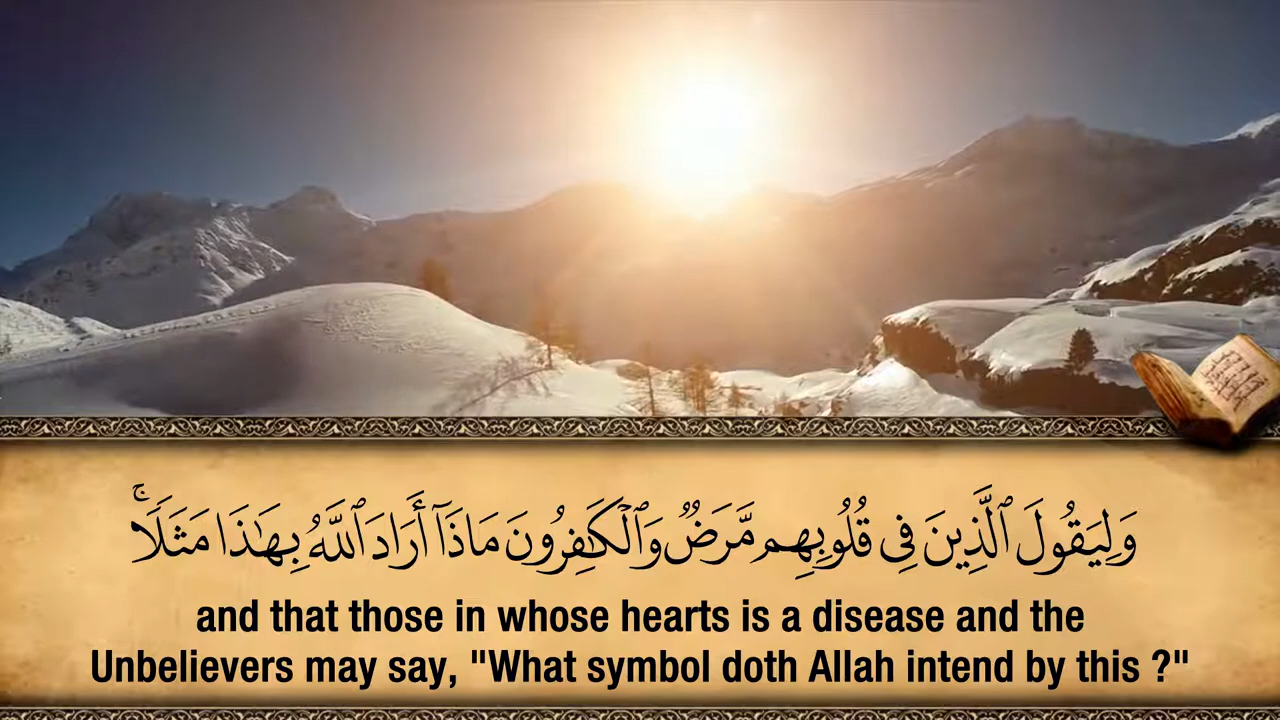 وَلِيَقُولَ ٱلَّذِينَ فِى قُلُوبِهِم مَّرَضٌ وَٱلْكَٰفِرُونَ مَاذَآ أَرَادَ ٱللَّهُ بِهَٰذَا مَثَلًا ۚ
and that those in whose hearts is a disease and the
Unbelievers may say, "What symbol doth Allah intend by this ?"